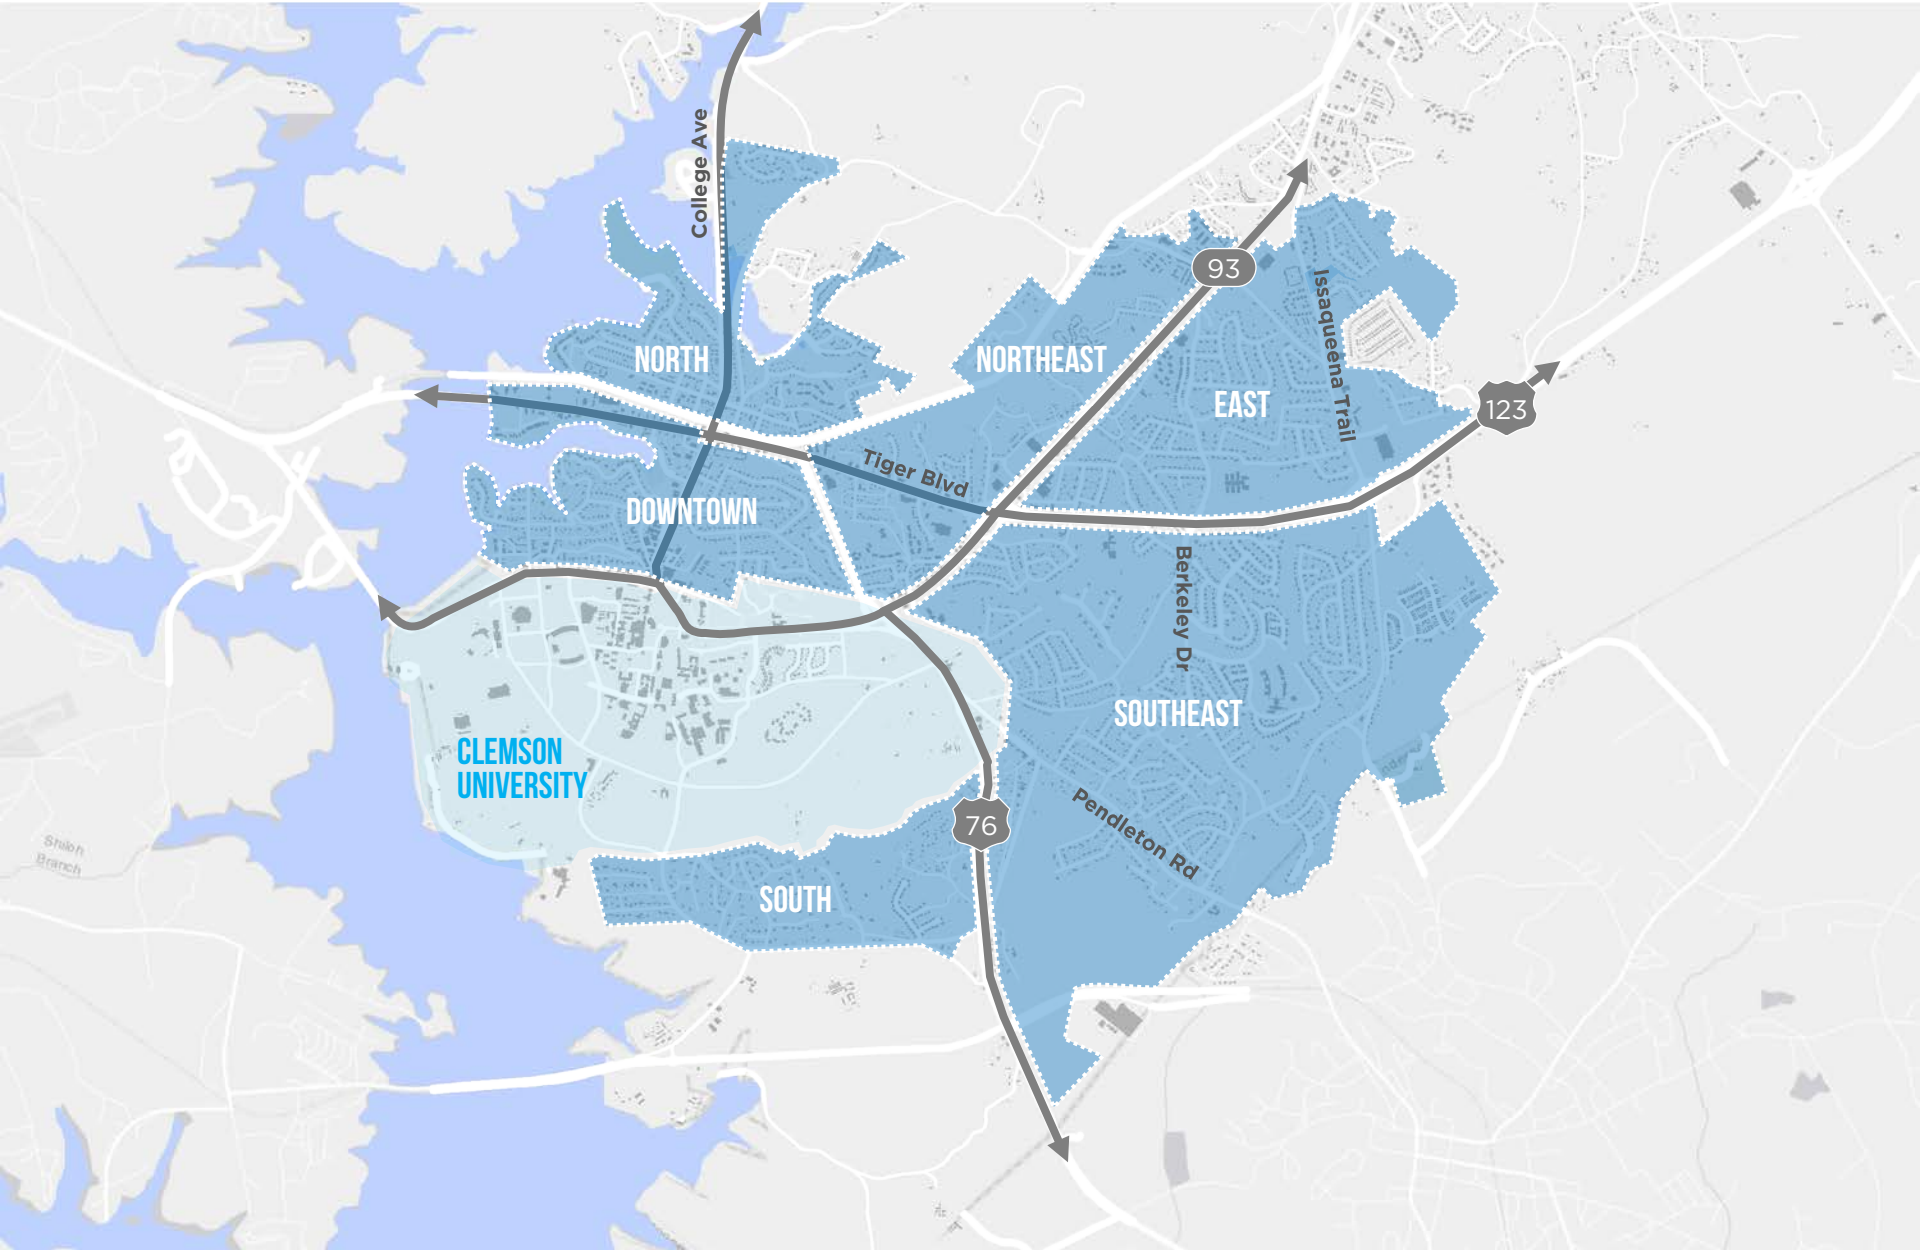 College Ave
93
Issaqueena Trail
NORTH
NORTHEAST
EAST
123
Tiger Blvd
DOWNTOWN
Berkeley Dr
SOUTHEAST
CLEMSON
UNIVERSITY
76
Pendleton Rd
Shiloh
Branch
SOUTH